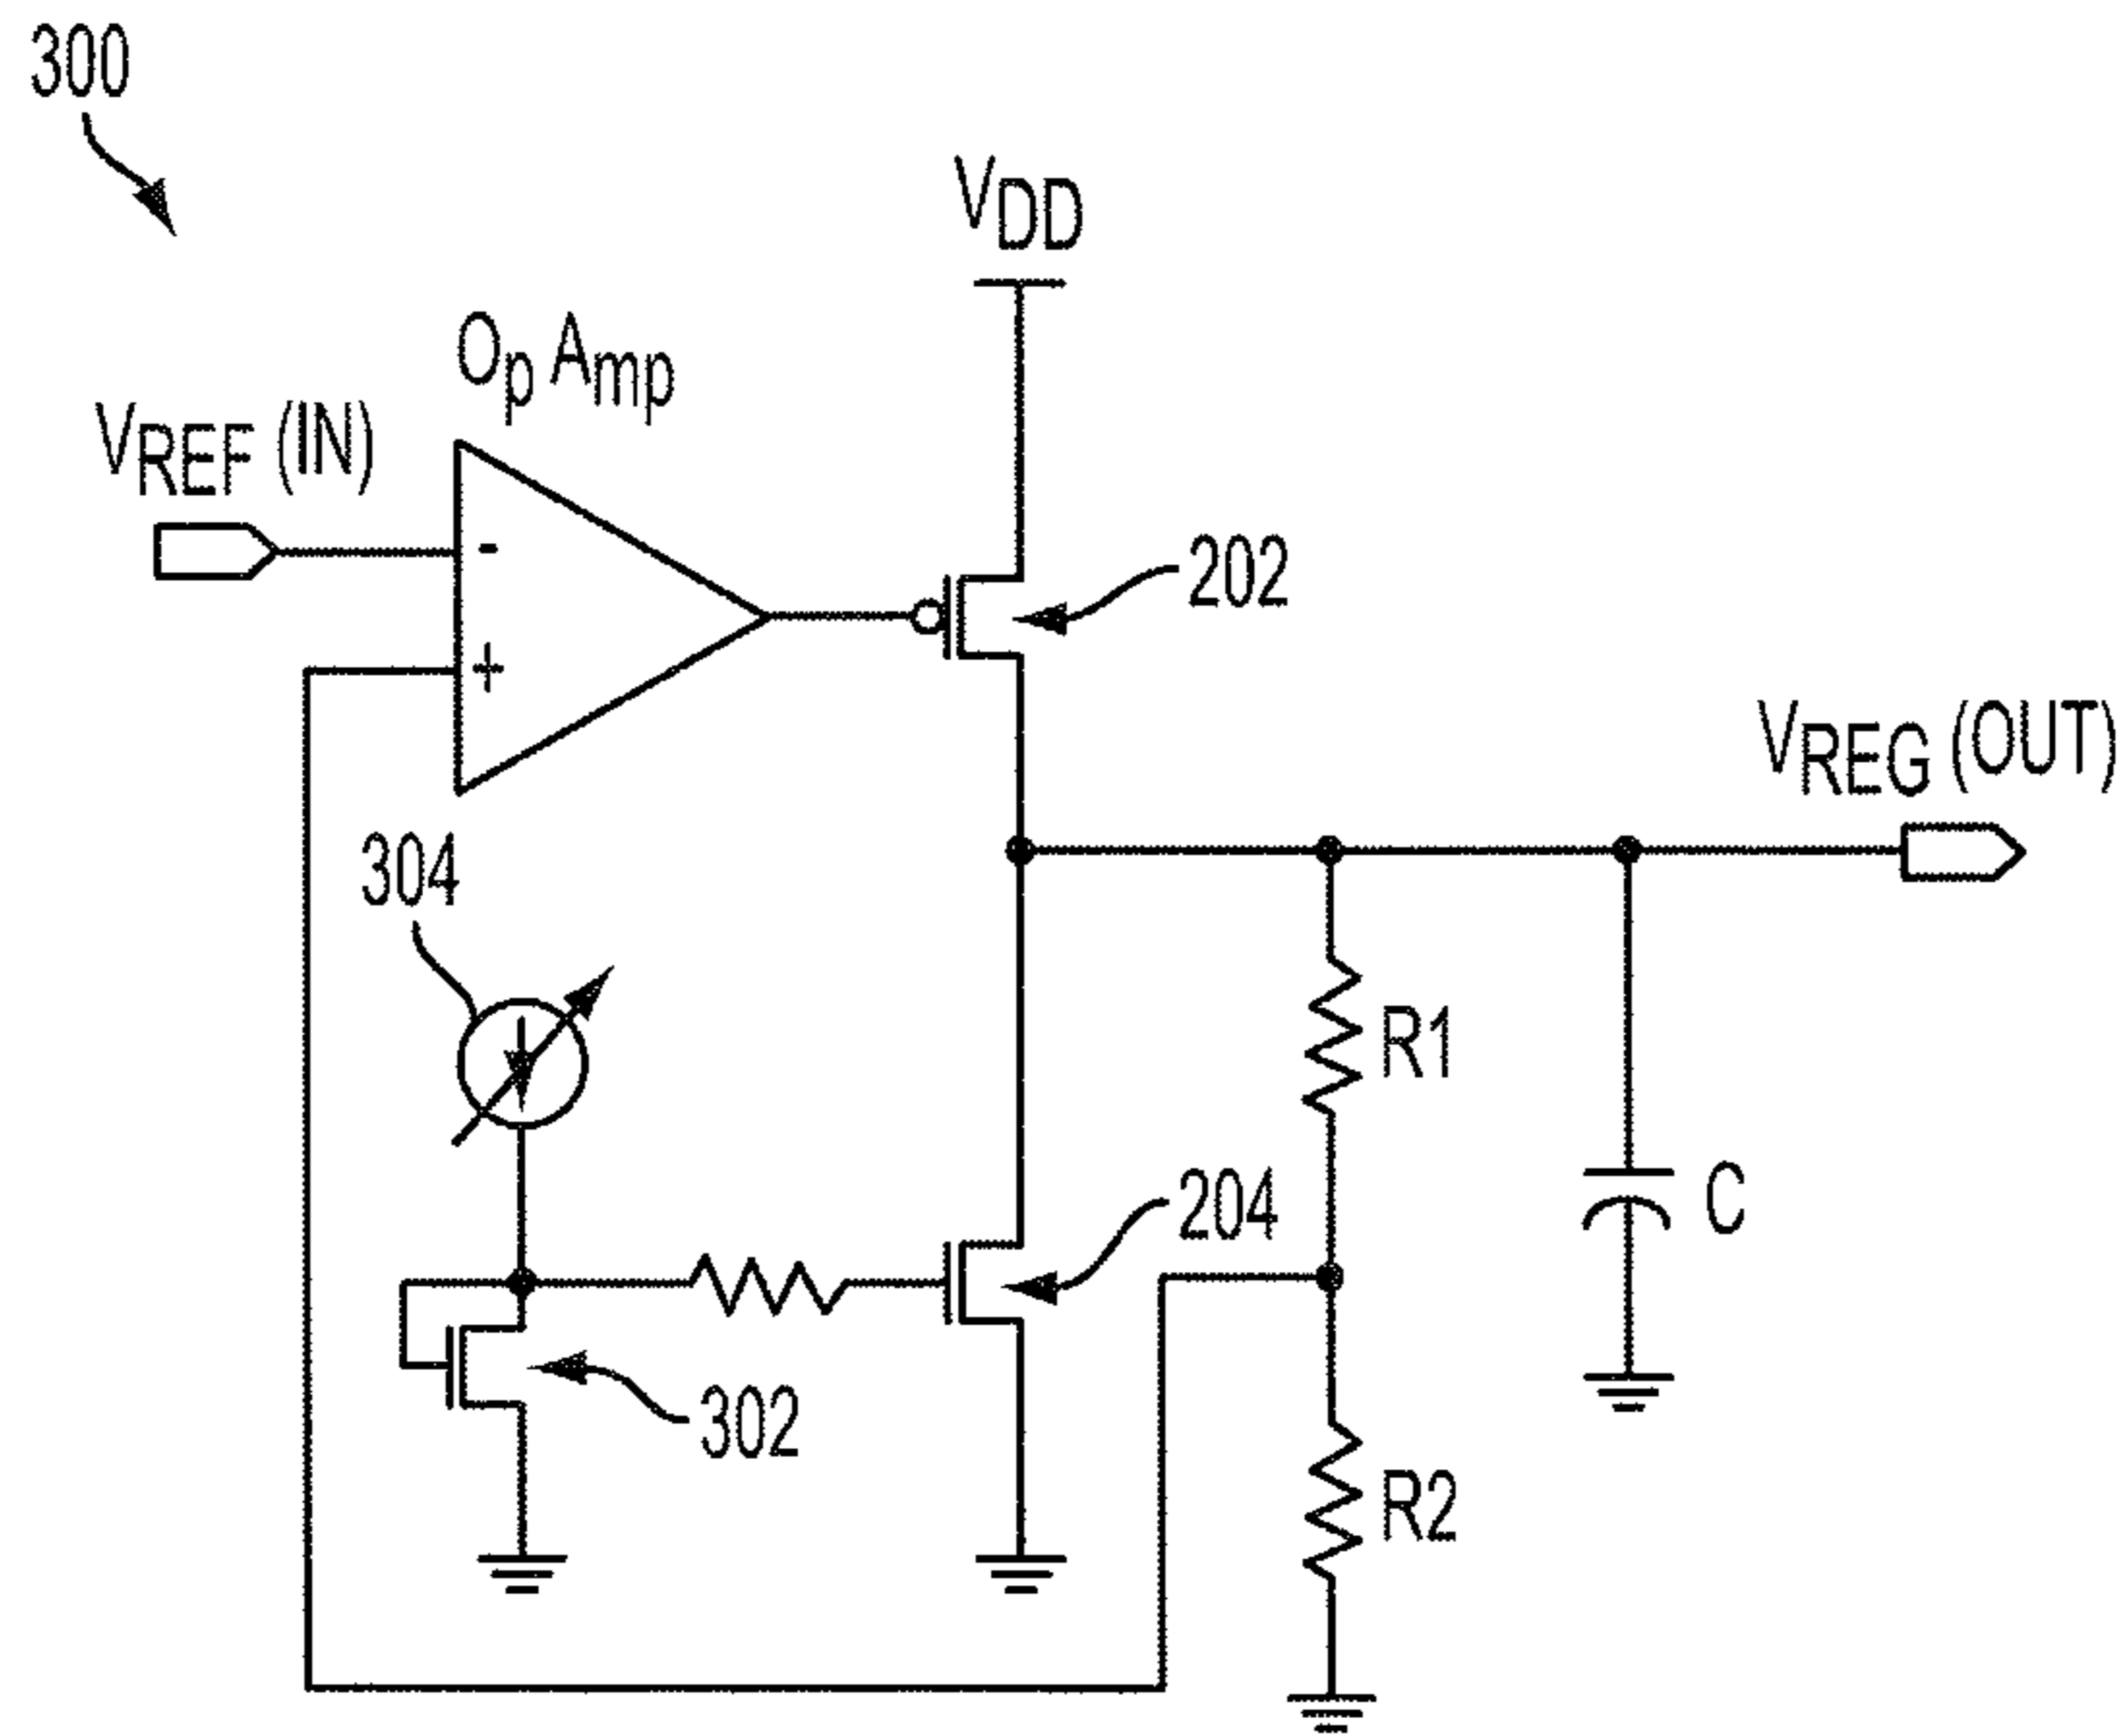 300
VDD
Op Amp
VREF (IN)
-
202
+
VREG (OUT)
304
R1
204
C
302
R2